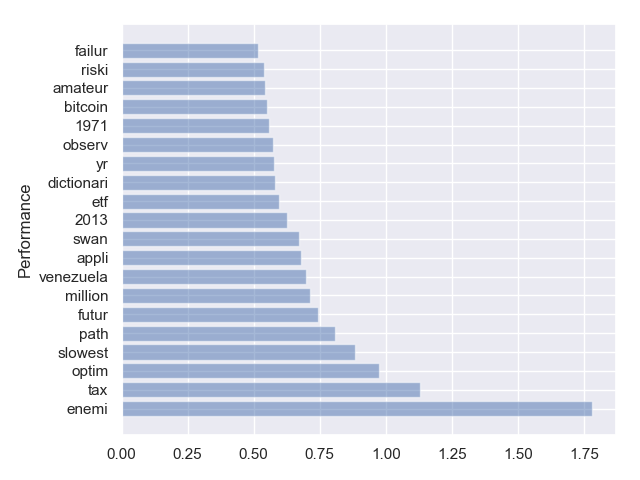 failur
riski
amateur
bitcoin
1971
observ
yr
dictionari
etf
2013
swan
appli
venezuela
million
futur
path
slowest
optim
tax
enemi
Performance
0.00 0.25 0.50 0.75 1.00 1.25 1.50 1.75